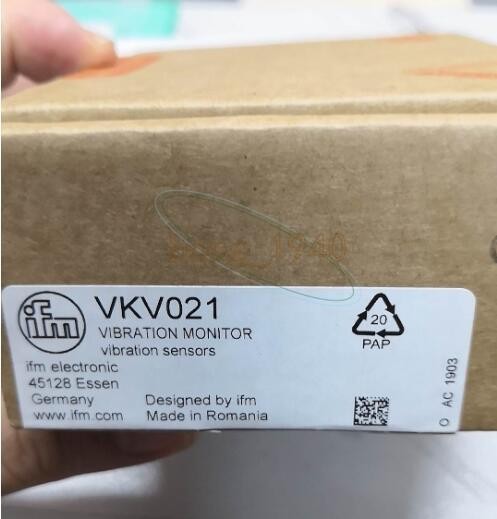 ifm
VKV021
VIBRATION MONITOR
vibration sensors
ifm electronic
45128 Essen
Germany
www.ifm.com
Designed by ifm
Made in Romania
20
PAP
O AC 1903